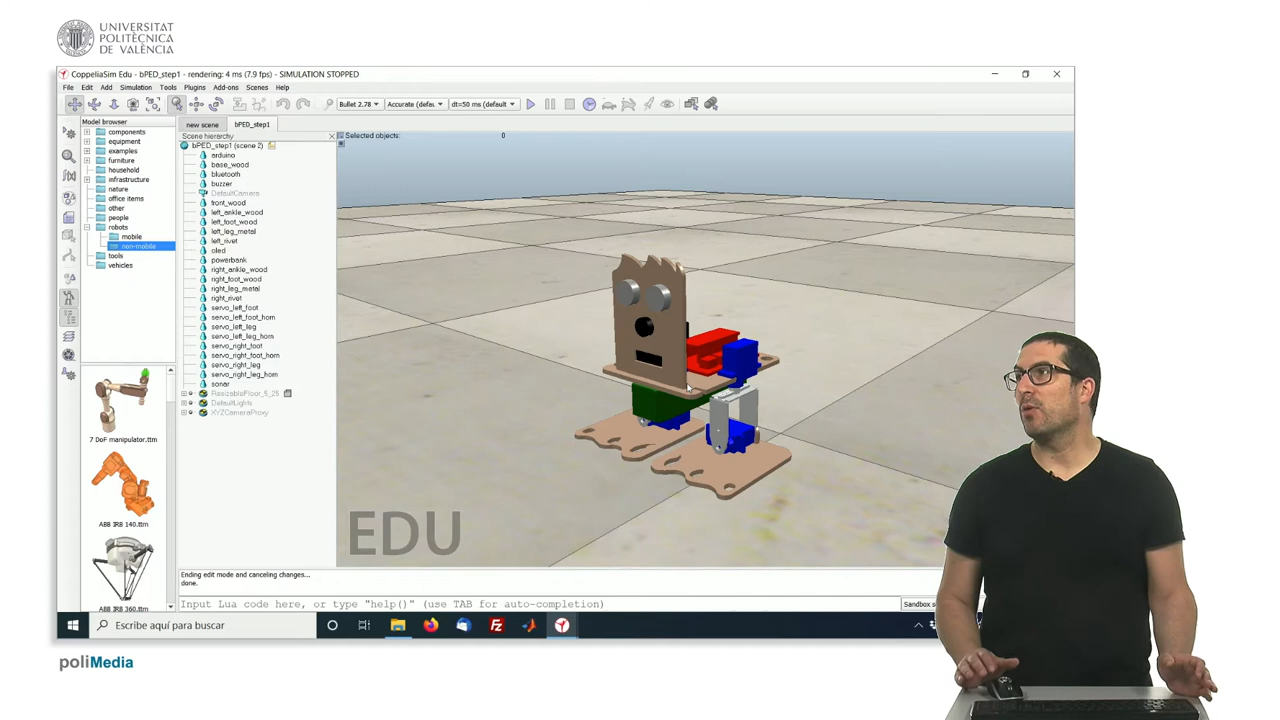 UNIVERSITAT
POLITÈCNICA
DE VALÈNCIA
CoppeliaSim Edu - bPED_step1 - rendering: 4 ms (7.9 fps) - SIMULATION STOPPED
File Edit Add Simulation Tools Plugins Add-ons Scenes Help
Bullet 2.78 Accurate (defau dt=50 ms (default)
Model browser
components
equipment
examples
furniture
household
infrastructure
nature
office items
other
people
robots
mobile
non-mobile
tools
vehicles
7 DoF manipulator.ttm
ABB IRB 140.ttm
ABB IRB 360.ttm
new scene bPED_step1
Scene hierarchy
bPED_step1 (scene 2)
arduino
base_wood
bluetooth
buzzer
DefaultCamera
front_wood
left_ankle_wood
left_foot_wood
left_leg_metal
left_rivet
oled
powerbank
right_ankle_wood
right_foot_wood
right_leg_metal
right_rivet
servo_left_foot
servo_left_foot_horn
servo_left_leg
servo_left_leg_horn
servo_right_foot
servo_right_foot_horn
servo_right_leg
servo_right_leg_horn
sonar
ResizableFloor_5_25
DefaultLights
XYZCameraProxy
Selected objects: 0
EDU
Ending edit mode and canceling changes...
done.
Input Lua code here, or type "help()" (use TAB for auto-completion)
Sandbox s
Escribe aquí para buscar
poliMedia